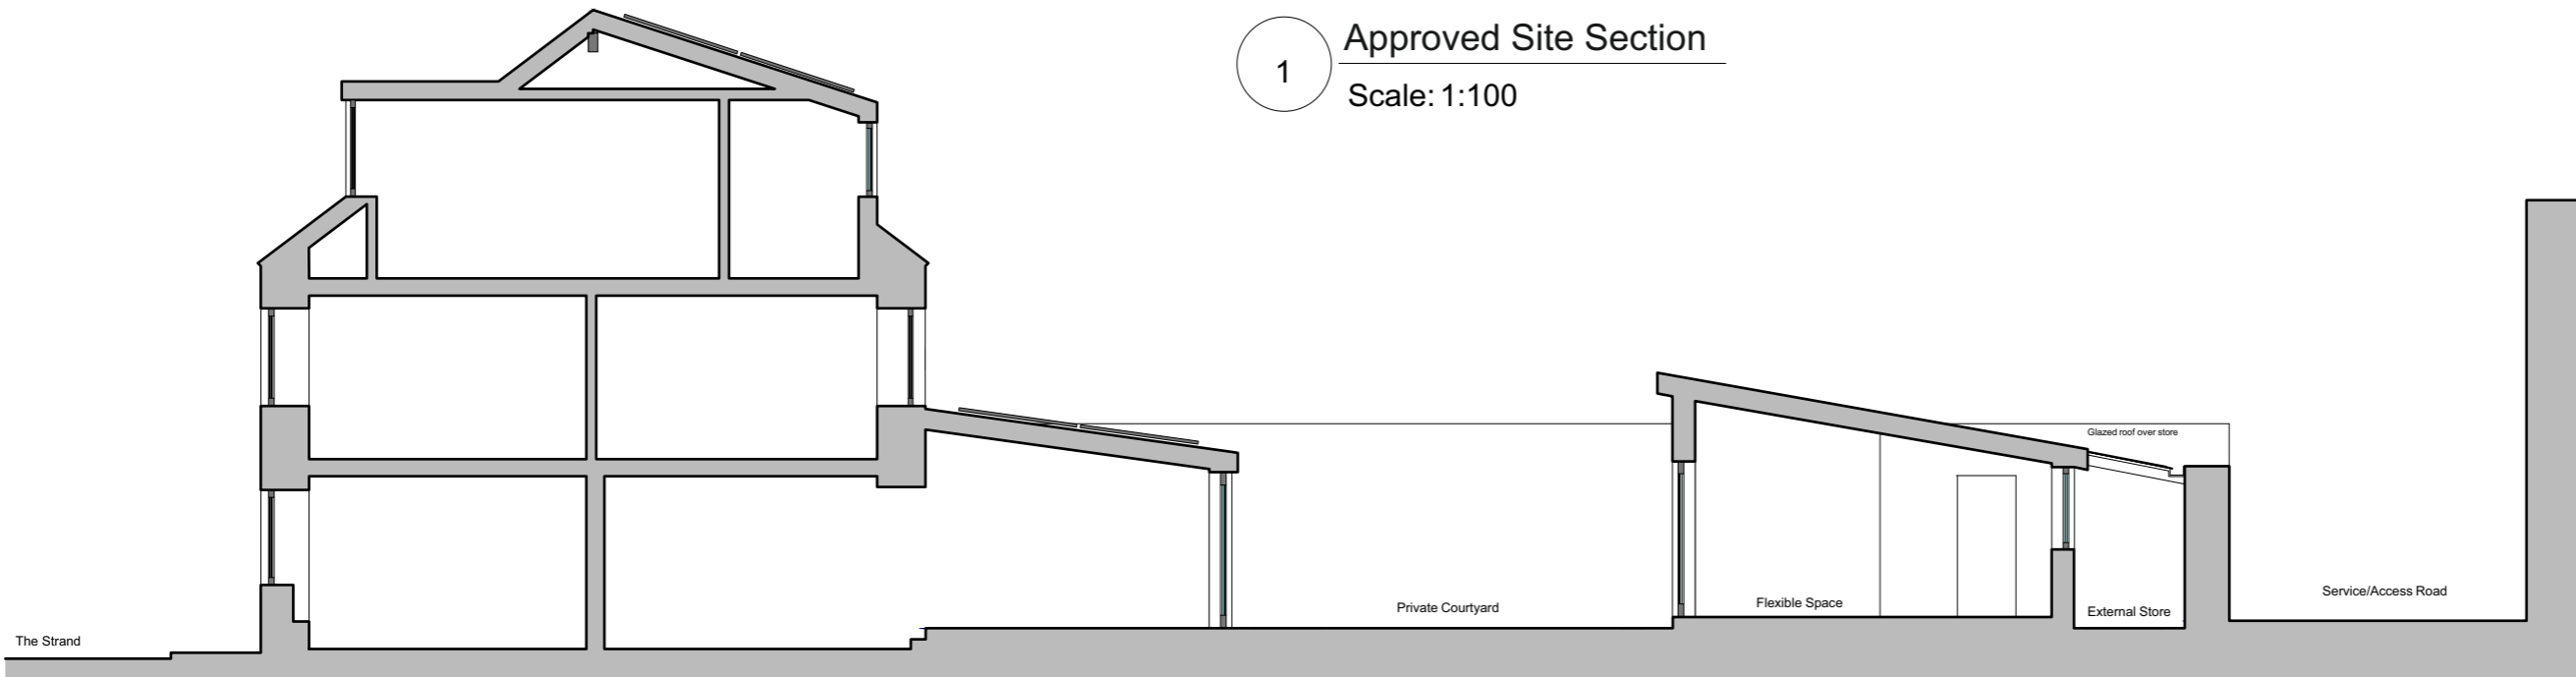 1
Approved Site Section
Scale: 1:100
Glazed roof over store
The Strand
Private Courtyard
Flexible Space
External Store
Service/Access Road